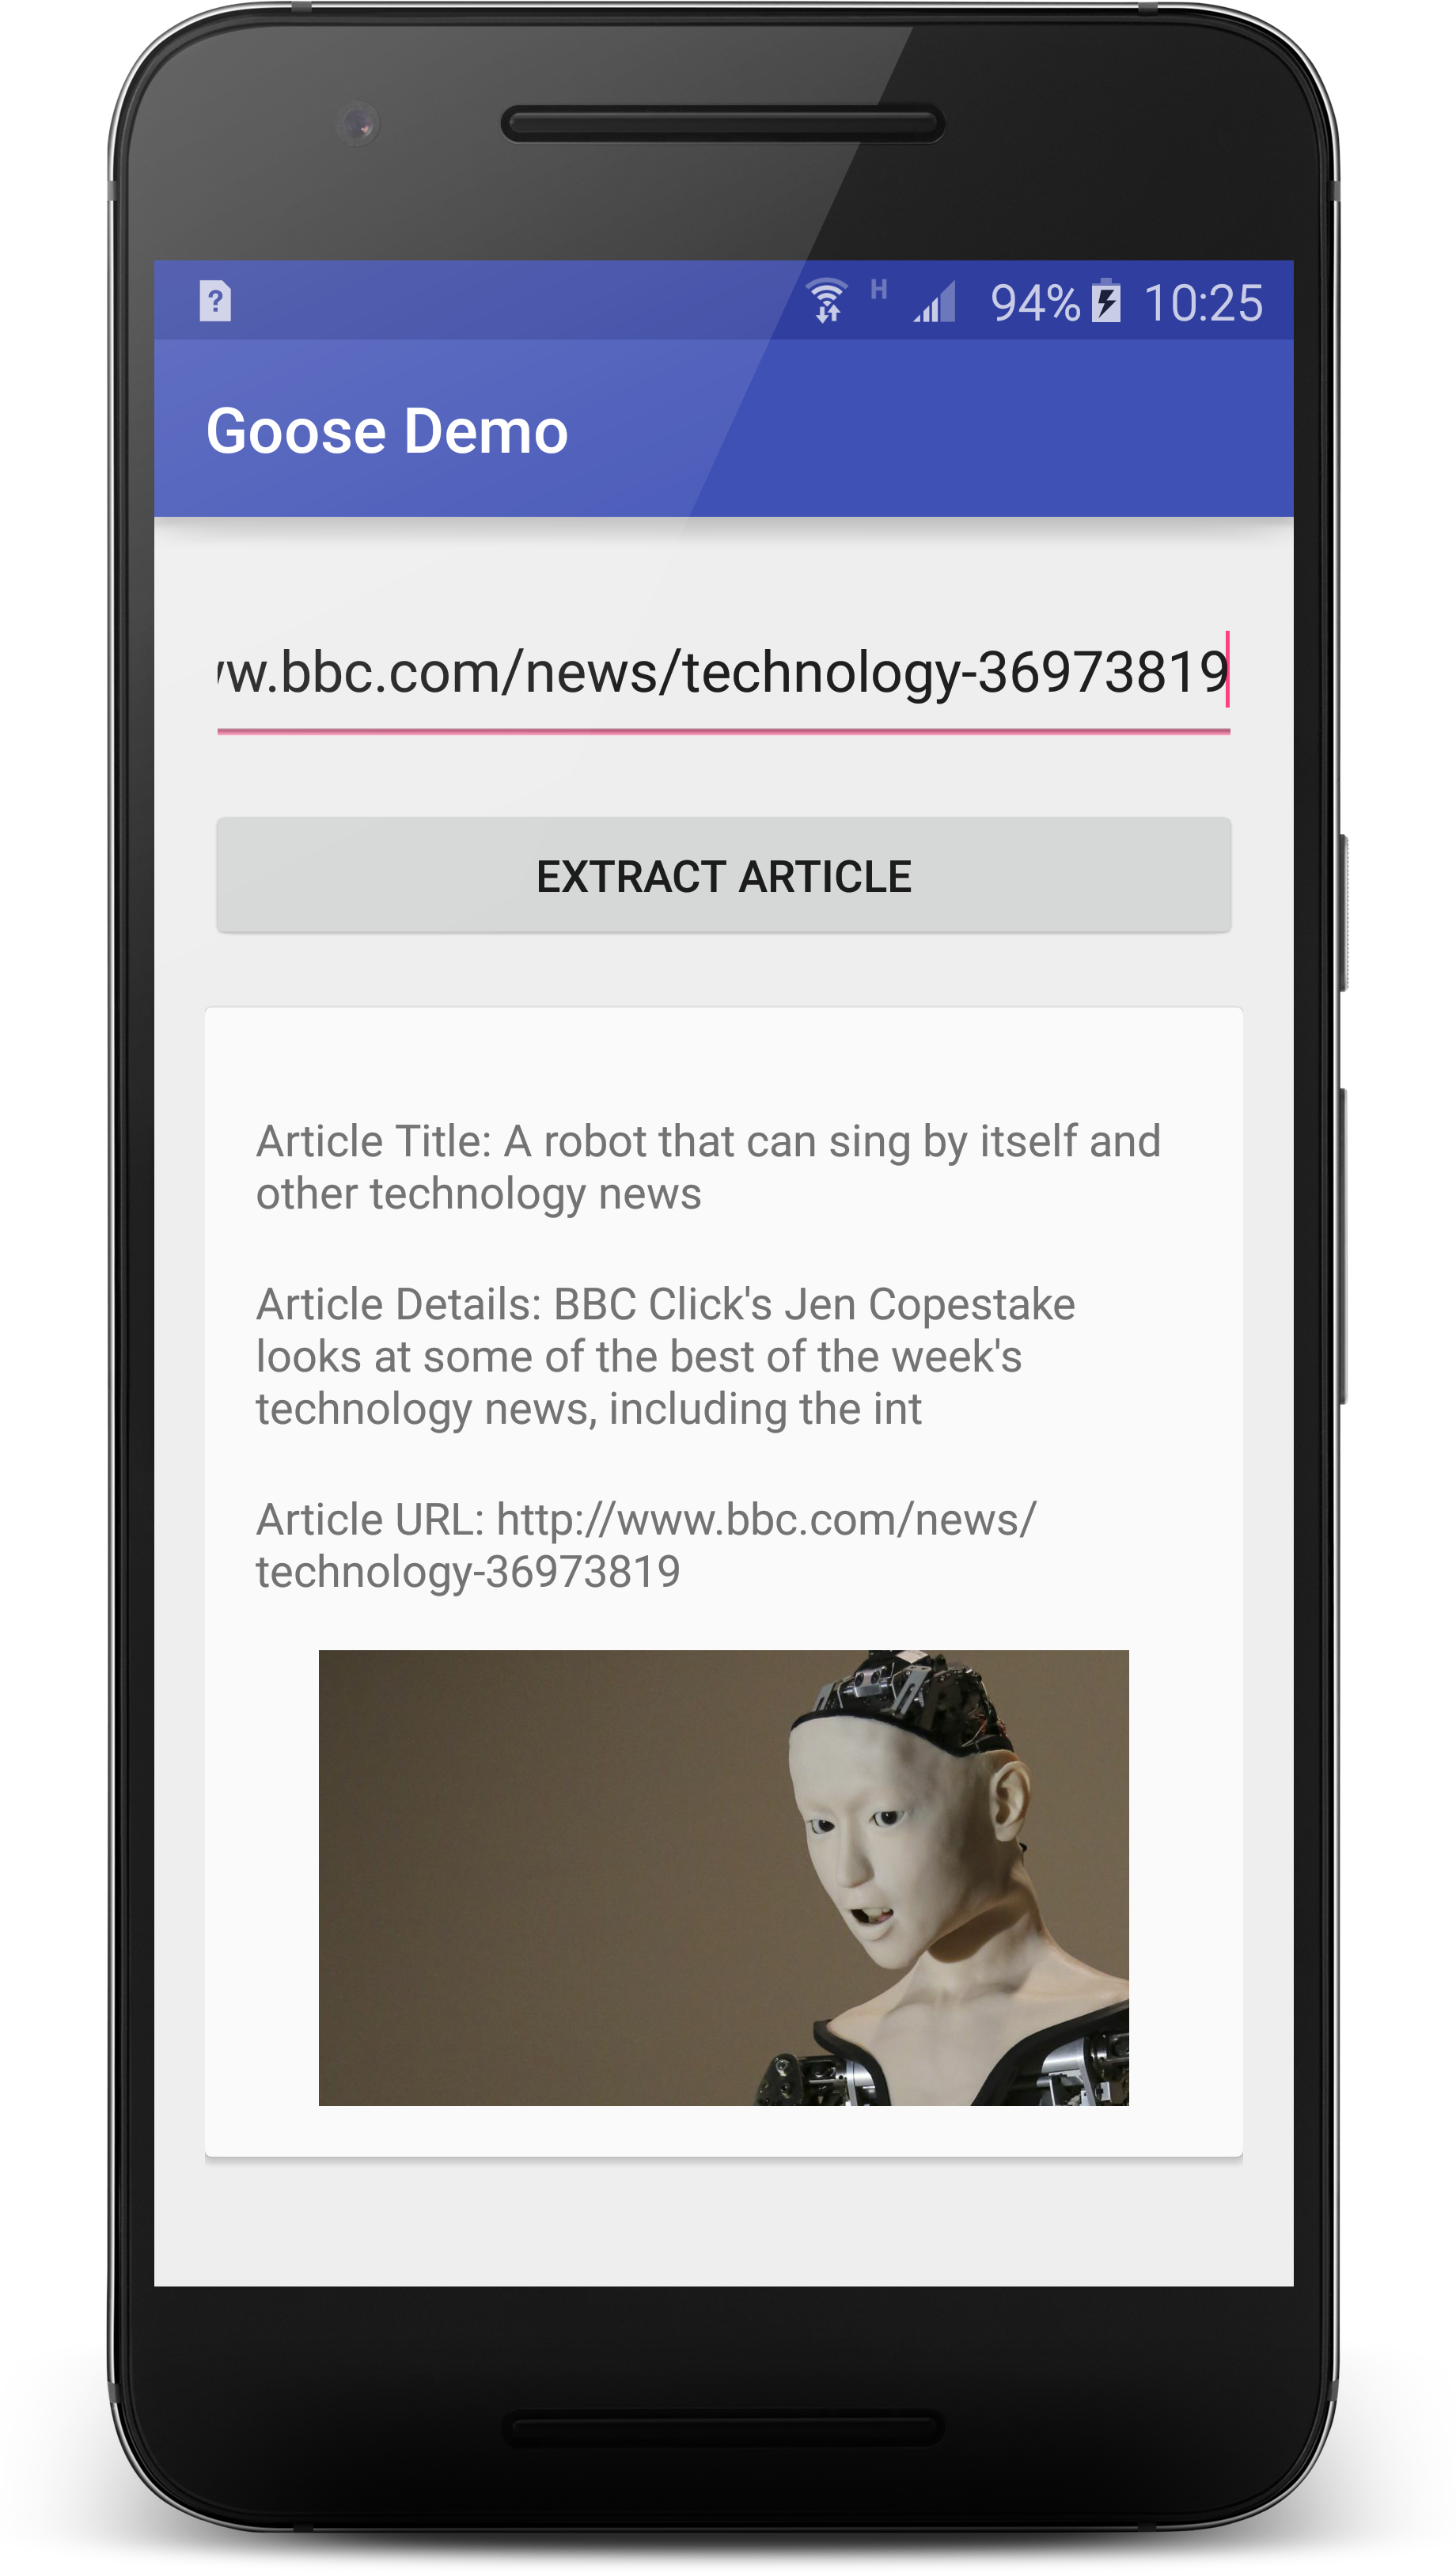 ? H 94% 10:25
Goose Demo
w.bbc.com/news/technology-36973819
EXTRACT ARTICLE
Article Title: A robot that can sing by itself and
other technology news
Article Details: BBC Click's Jen Copestake
looks at some of the best of the week's
technology news, including the int
Article URL: http://www.bbc.com/news/
technology-36973819